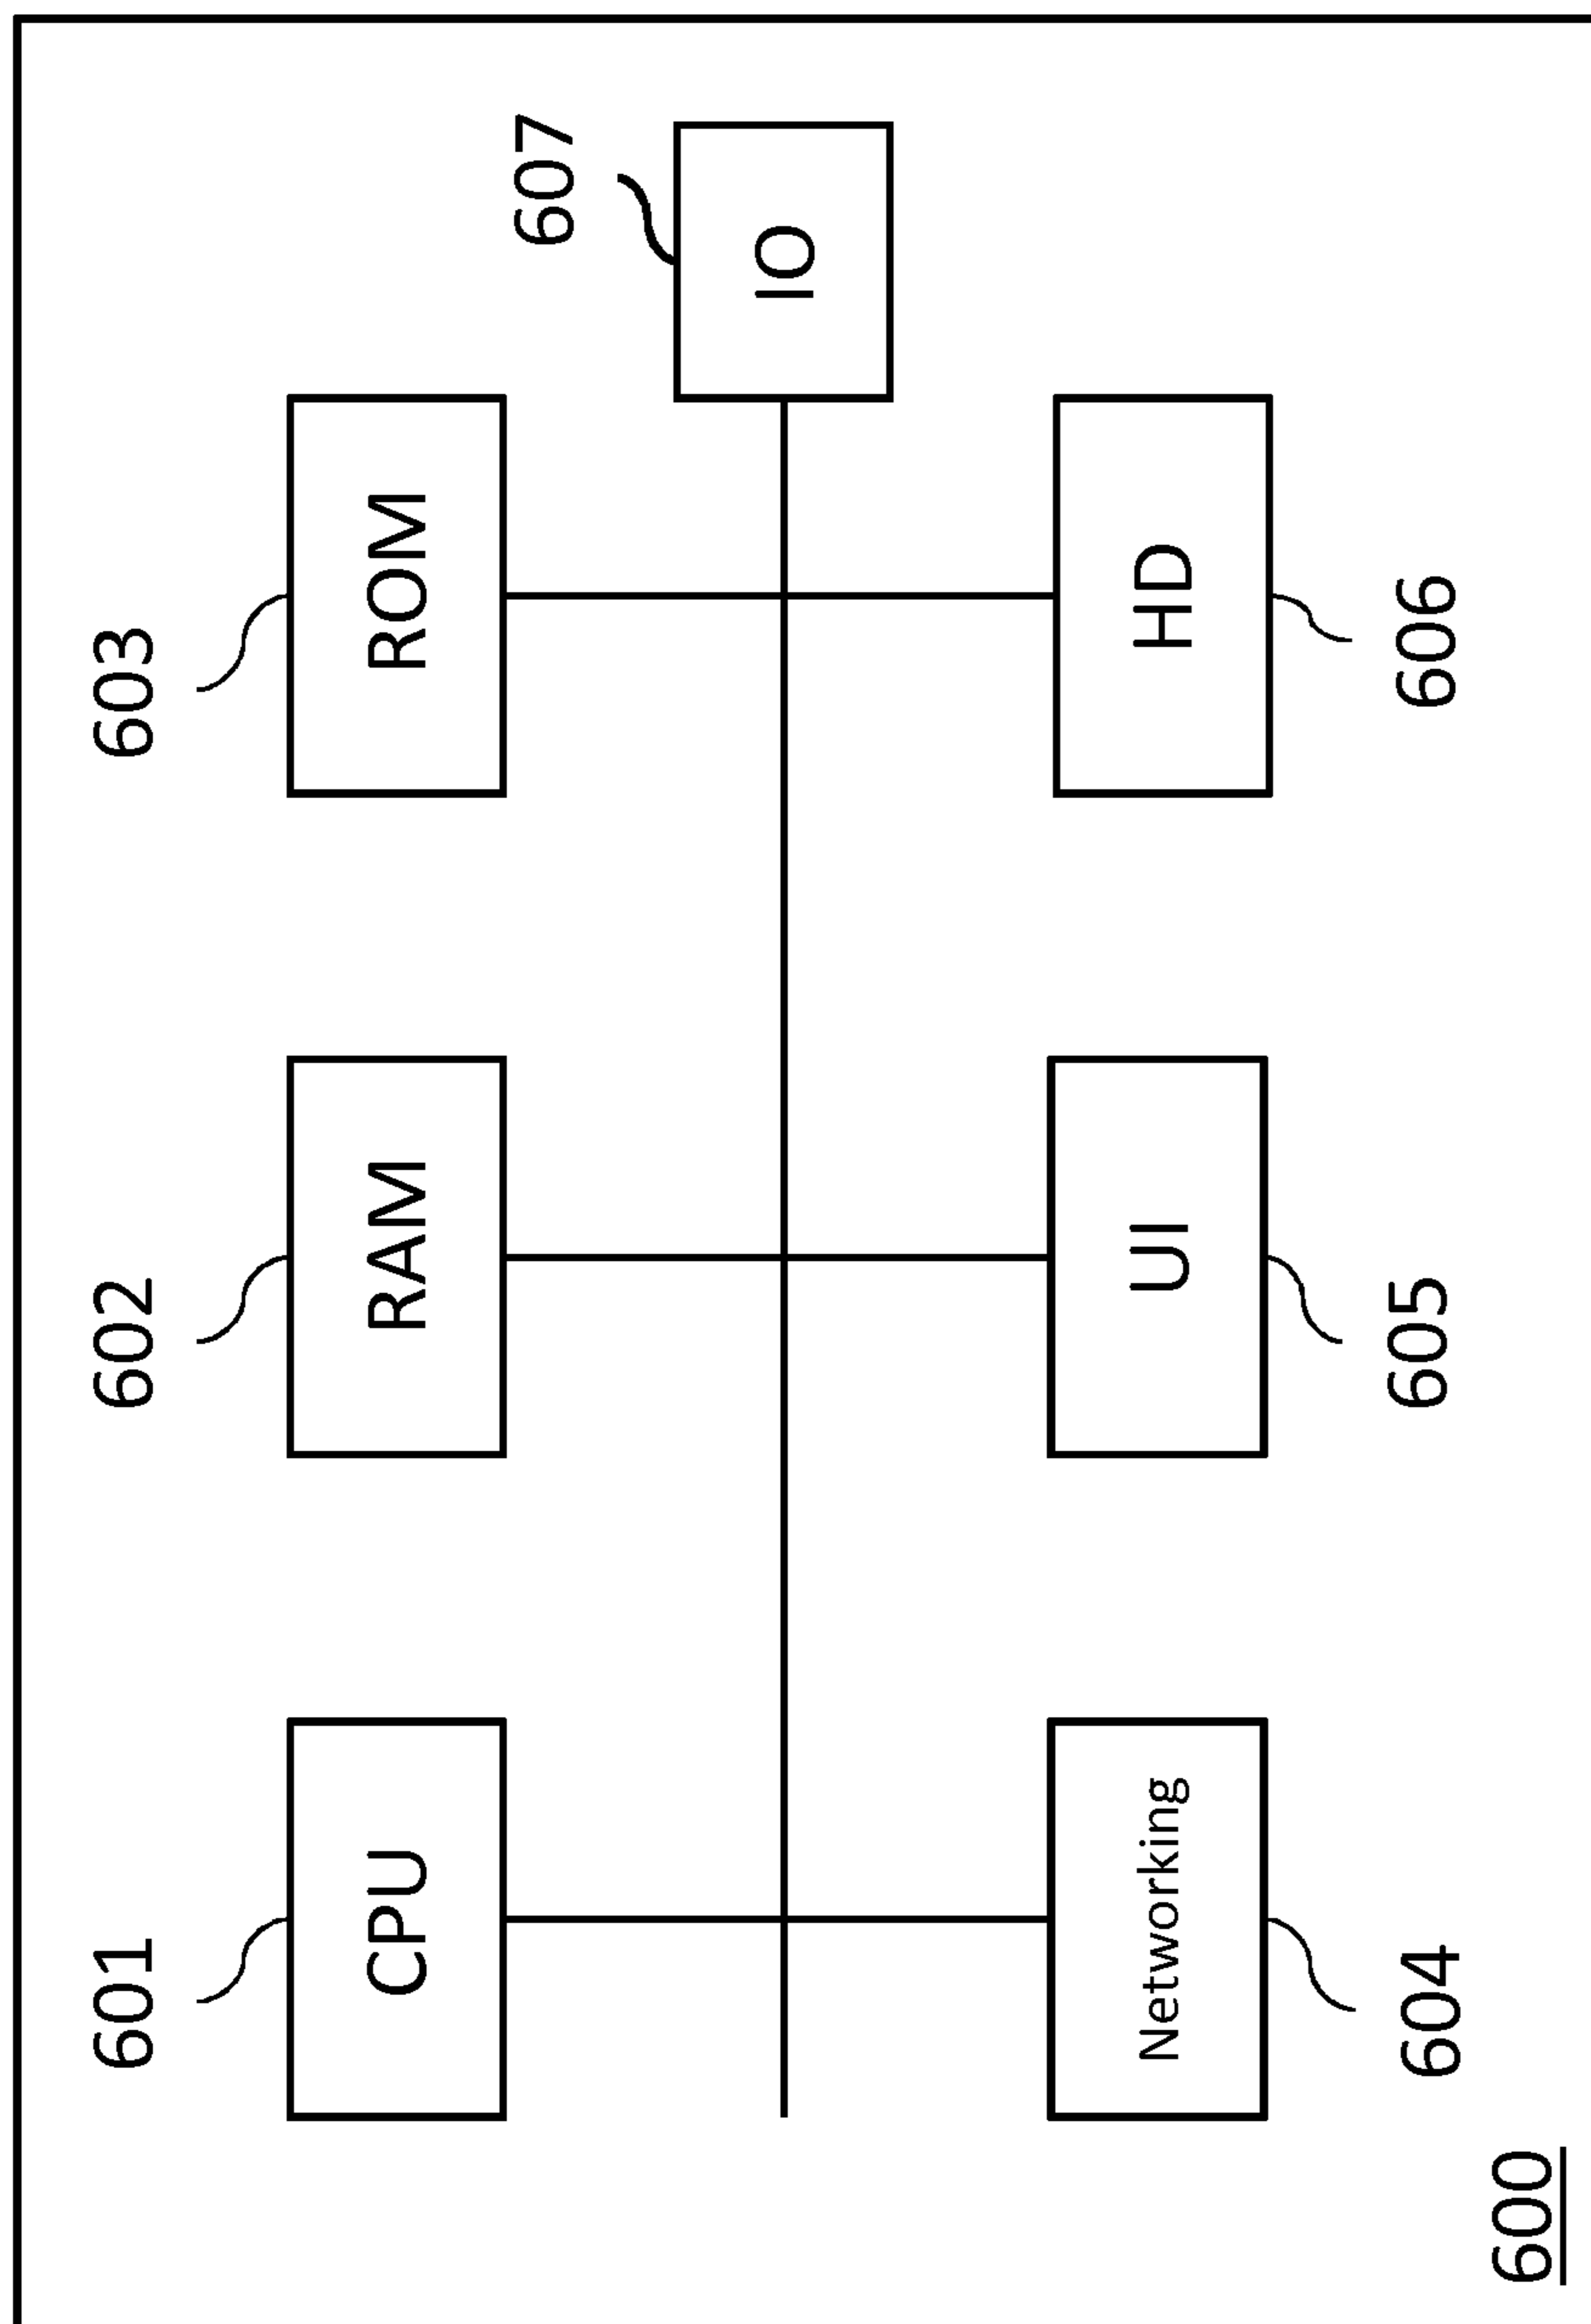 601
602
603
CPU
RAM
ROM
607
IO
Networking
UI
HD
604
605
606
600